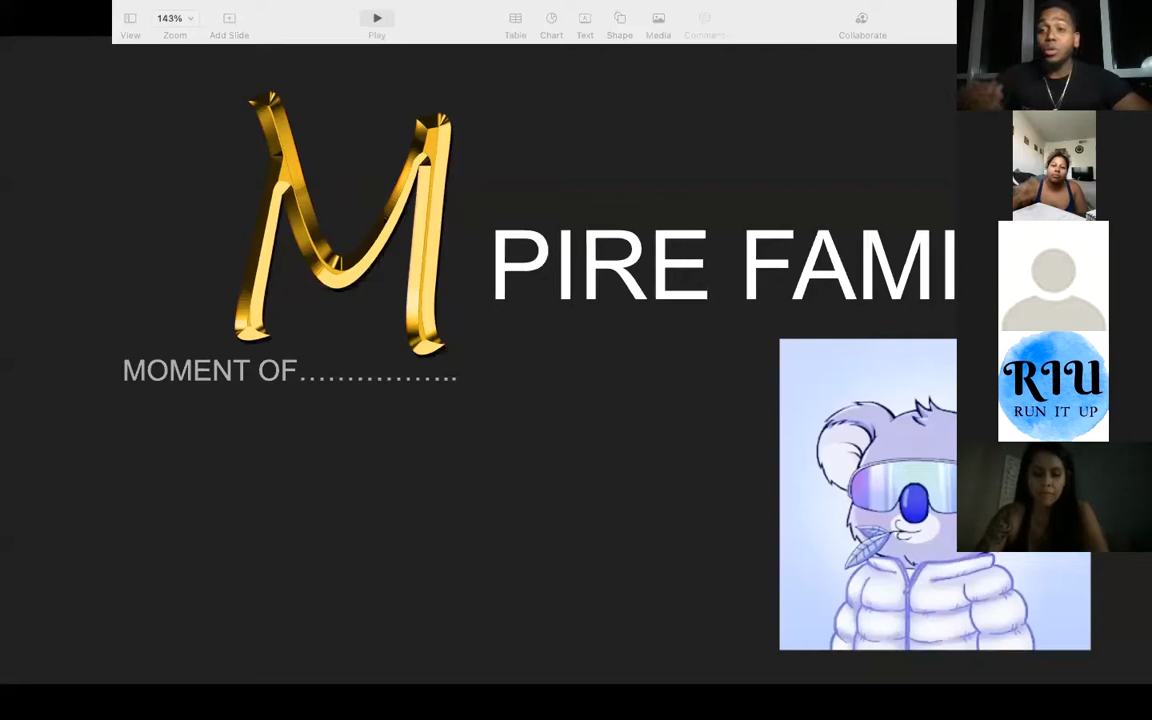 143%
View
Zoom
Add Slide
Play
Table
Chart
Text
Shape
Media
Comment
Collaborate
M
PIRE FAMI
MOMENT OF……………..
RIU
RUN IT UP